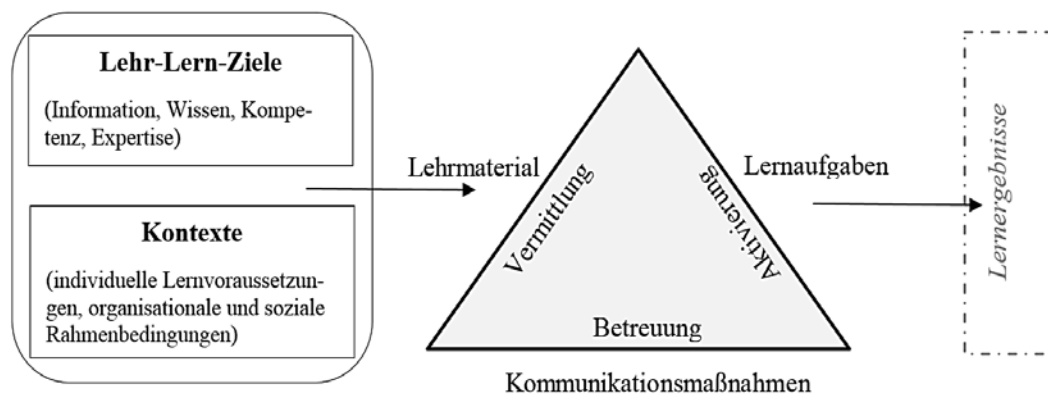 Lehr-Lern-Ziele
(Information, Wissen, Kompe-
tenz, Expertise)
Kontexte
(individuelle Lernvoraussetzun-
gen, organisationale und soziale
Rahmenbedingungen)
Lehrmaterial
Vermittlung
Aktivierung
Lernaufgaben
Betreuung
Kommunikationsmaßnahmen
Lernergebnisse